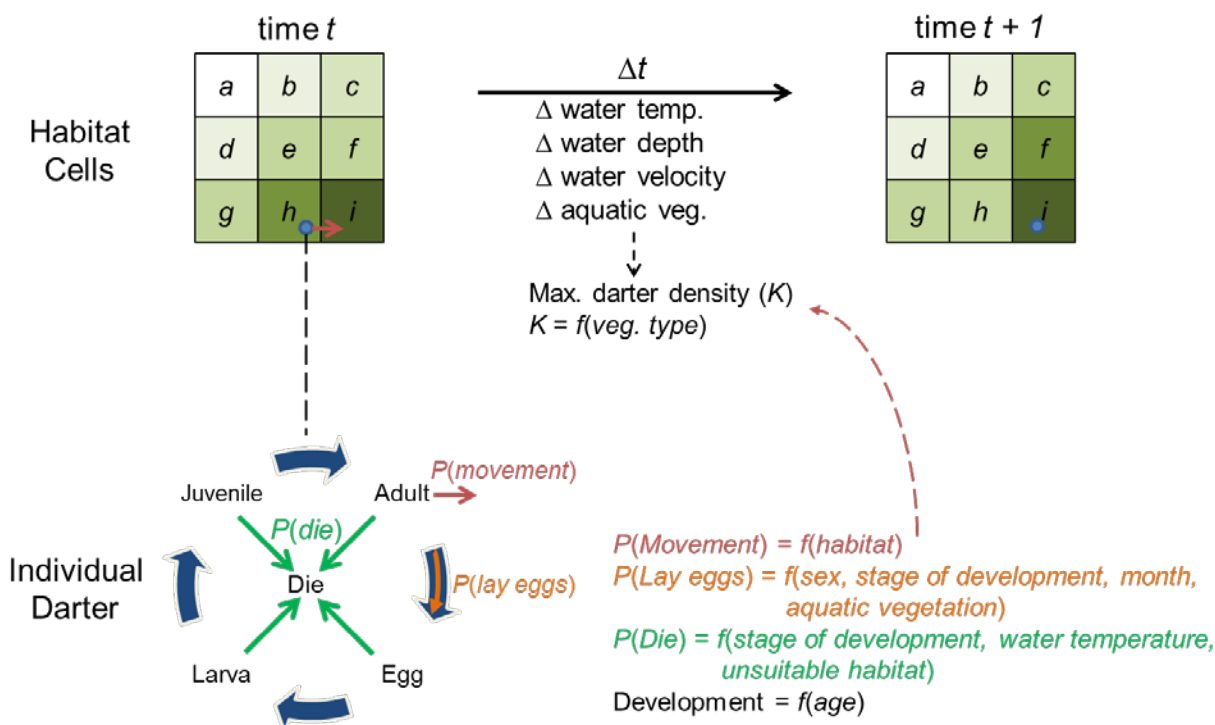 time t
time t + 1
Habitat
Cells
a b c
d e f
g h i
Δt
Δ water temp.
Δ water depth
Δ water velocity
Δ aquatic veg.
a b c
d e f
g h i
Max. darter density (K)
K = f(veg. type)
Individual
Darter
Juvenile
Adult
P(movement)
P(die)
Die
P(lay eggs)
Larva
Egg
P(Movement) = f(habitat)
P(Lay eggs) = f(sex, stage of development, month,
aquatic vegetation)
P(Die) = f(stage of development, water temperature,
unsuitable habitat)
Development = f(age)